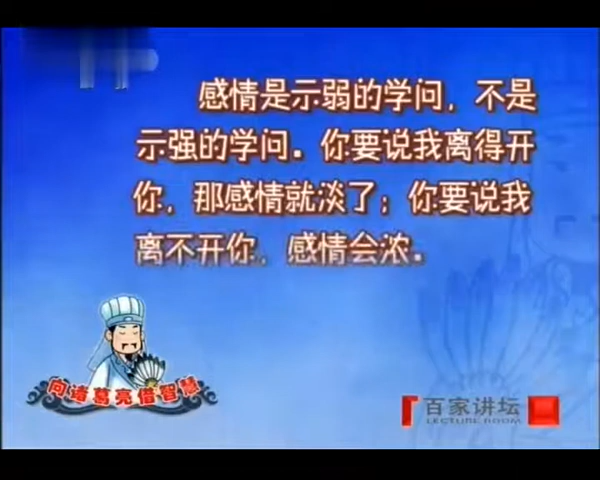 感情是示弱的学问，不是
示强的学问。你要说我离得开
你，那感情就淡了；你要说我
离不开你，感情会浓。
向诸葛亮借智慧
百家讲坛
LECTURE ROOM